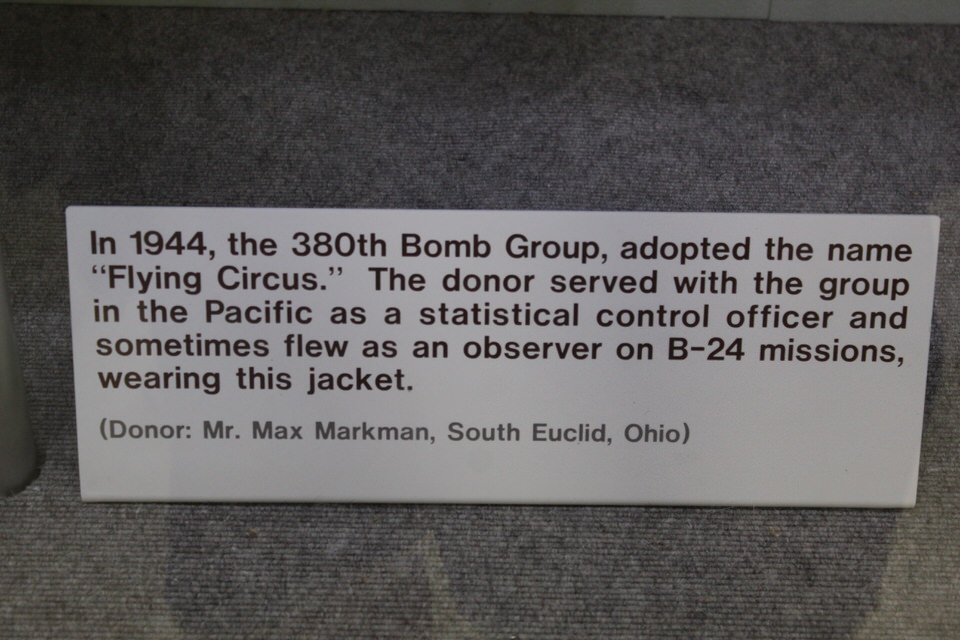 In 1944, the 380th Bomb Group, adopted the name
“Flying Circus.” The donor served with the group
in the Pacific as a statistical control officer and
sometimes flew as an observer on B-24 missions,
wearing this jacket.
(Donor: Mr. Max Markman, South Euclid, Ohio)